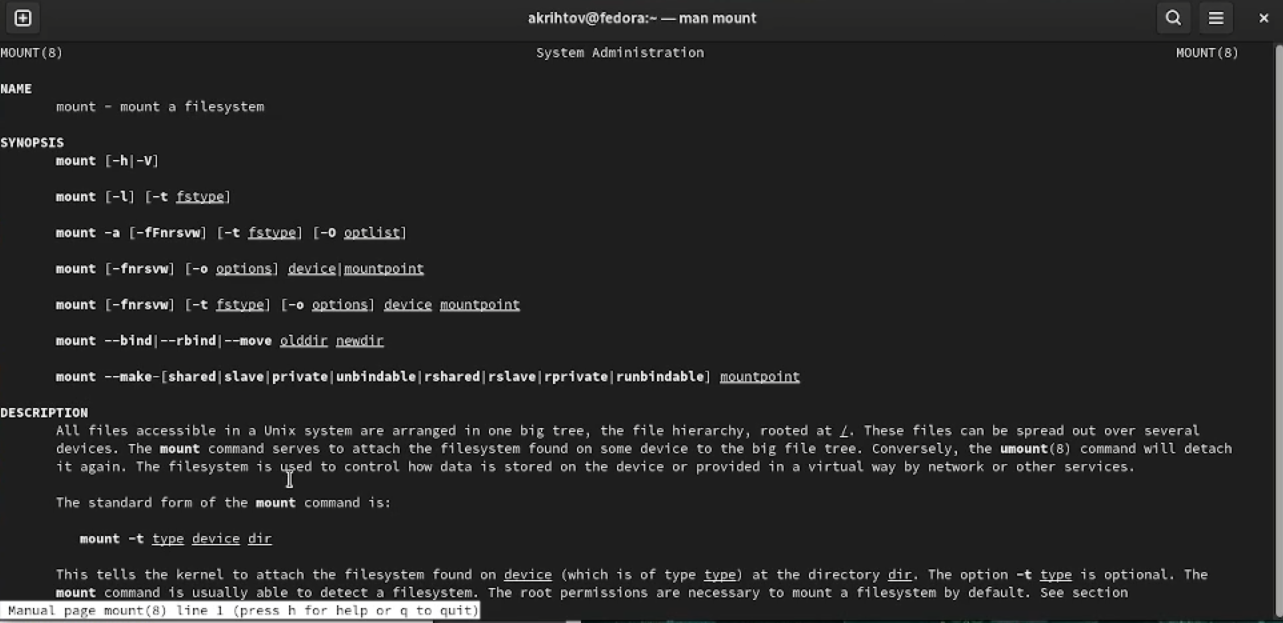 akrihtov@fedora:~ — man mount
MOUNT(8) System Administration MOUNT(8)
NAME
mount - mount a filesystem
SYNOPSIS
mount [-h|-V]
mount [-l] [-t fstype]
mount -a [-fFnrsvw] [-t fstype] [-O optlist]
mount [-fnrsvw] [-o options] device|mountpoint
mount [-fnrsvw] [-t fstype] [-o options] device mountpoint
mount --bind|--rbind|--move olddir newdir
mount --make-[shared|slave|private|unbindable|rshared|rslave|rprivate|runbindable] mountpoint
DESCRIPTION
All files accessible in a Unix system are arranged in one big tree, the file hierarchy, rooted at /. These files can be spread out over several
devices. The mount command serves to attach the filesystem found on some device to the big file tree. Conversely, the umount(8) command will detach
it again. The filesystem is used to control how data is stored on the device or provided in a virtual way by network or other services.
The standard form of the mount command is:
mount -t type device dir
This tells the kernel to attach the filesystem found on device (which is of type type) at the directory dir. The option -t type is optional. The
mount command is usually able to detect a filesystem. The root permissions are necessary to mount a filesystem by default. See section
Manual page mount(8) line 1 (press h for help or q to quit)